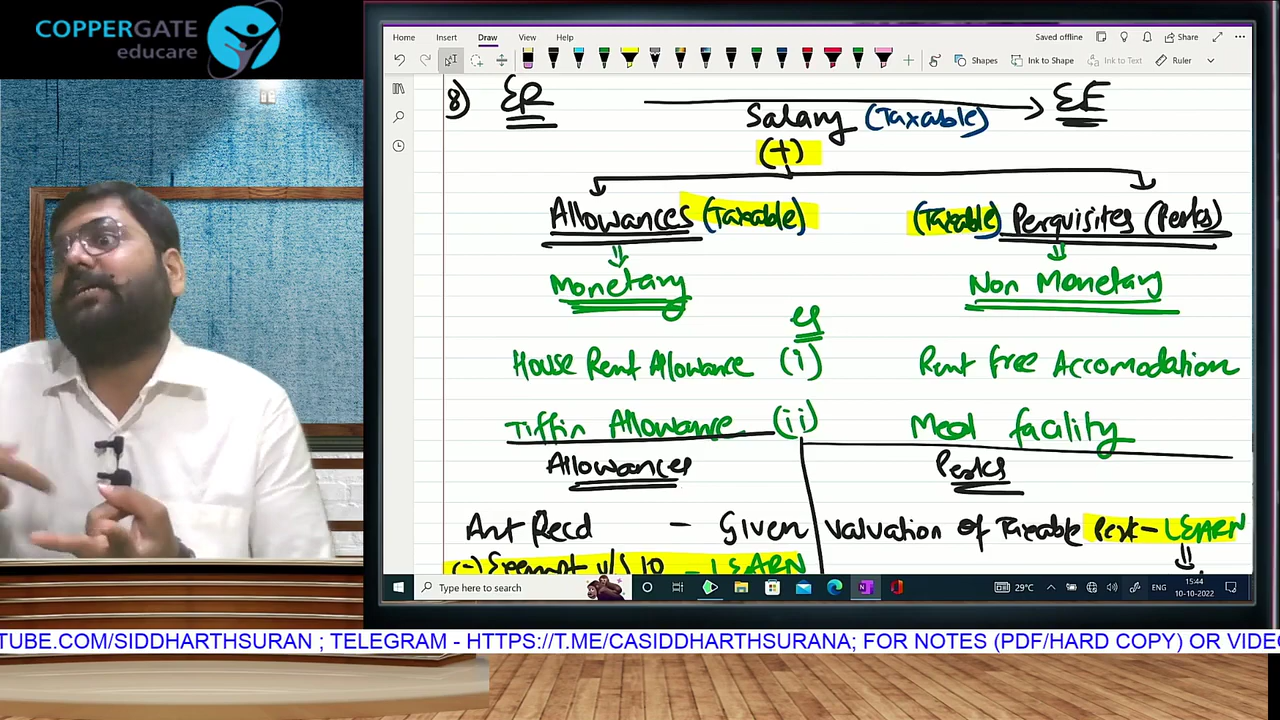 COPPERGATE
educare
Home Insert Draw View Help
Saved offline
Share
Shapes
Ink to Shape
Ink to Text
Ruler
8) ER EE
Salary (Taxable)
(+)
Allowances (Taxable) (Taxable) Perquisites (Perks)
Monetary Non Monetary
eg
House Rent Allowance (i) Rent free Accomodation
Tiffin Allowance (ii) Meal facility
Allowances Perks
Amt Recd - Given Valuation of Taxable Perk - LEARN
(-) Exempt u/s 10 - LEARN
Type here to search
29°C
ENG
15:44
10-10-2022
TUBE.COM/SIDDHARTHSURAN ; TELEGRAM - HTTPS://T.ME/CASIDDHARTHSURANA; FOR NOTES (PDF/HARD COPY) OR VIDE